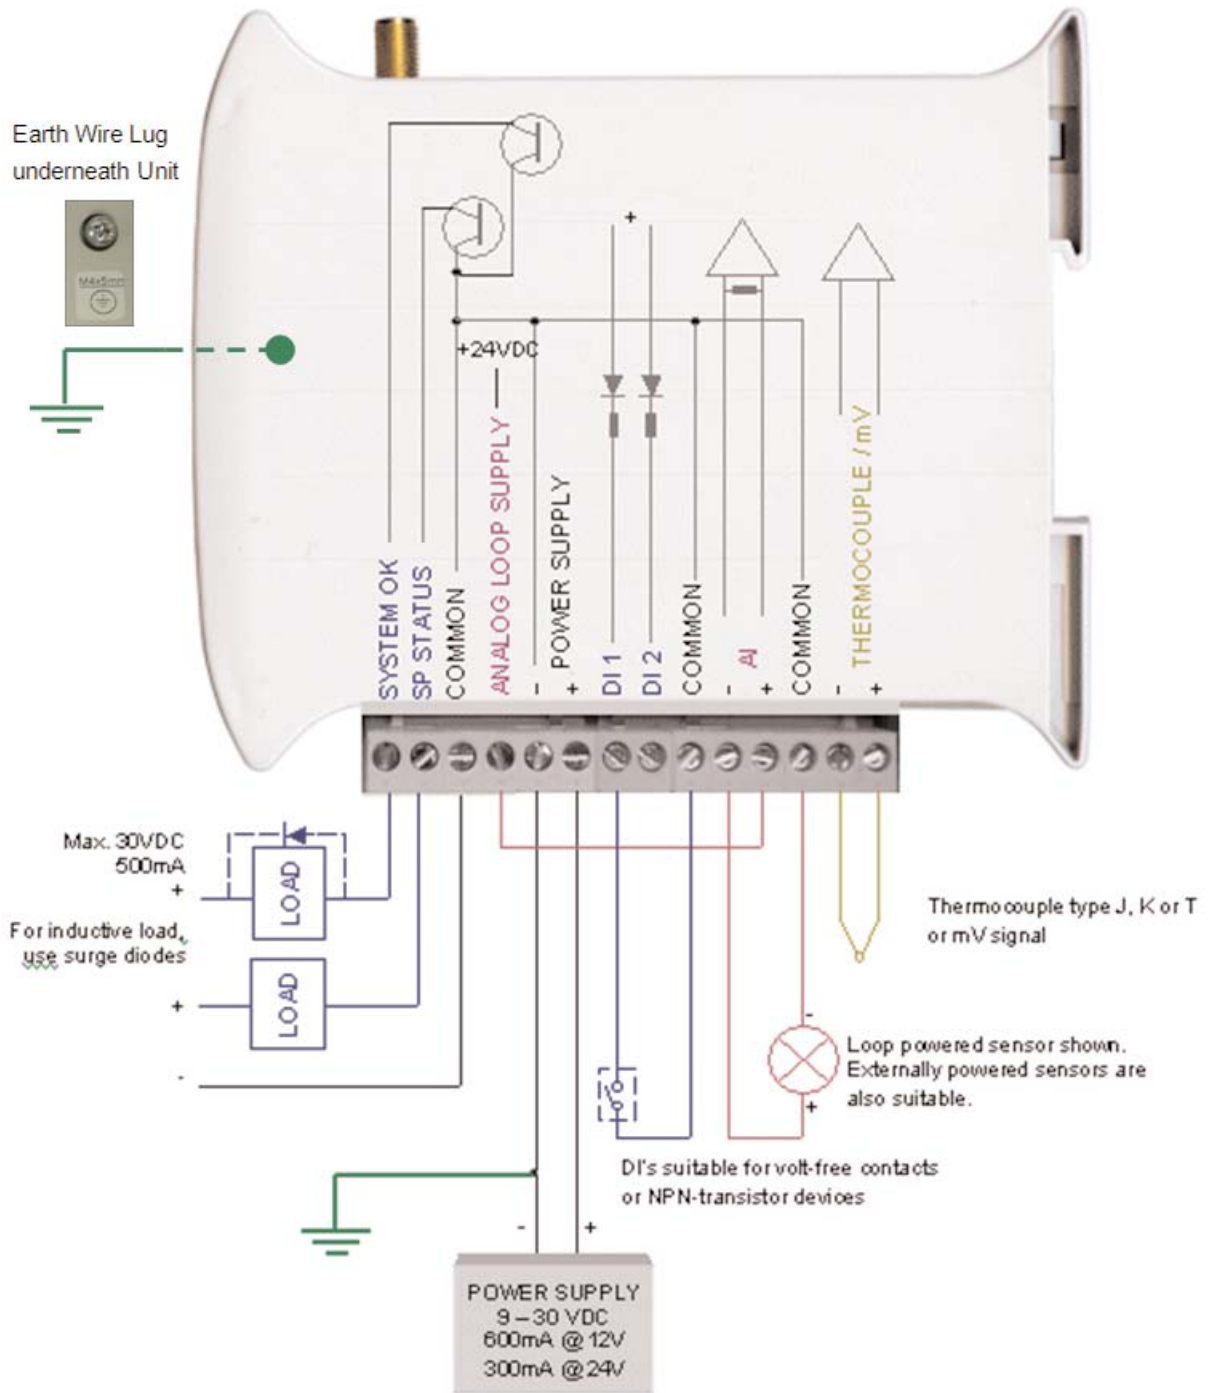 Earth Wire Lug
underneath Unit
M4x5mm
+
+24VDC
SYSTEM OK
SP STATUS
COMMON
ANALOG LOOP SUPPLY
- + POWER SUPPLY
DI 1
DI 2
COMMON
- AI +
COMMON
- THERMOCOUPLE / mV +
Max. 30VDC
500mA
+
LOAD
For inductive load,
use surge diodes
+
LOAD
-
Thermocouple type J, K or T
or mV signal
-
Loop powered sensor shown.
Externally powered sensors are
also suitable.
+
DI's suitable for volt-free contacts
or NPN-transistor devices
- +
POWER SUPPLY
9 – 30 VDC
600mA @ 12V
300mA @ 24V